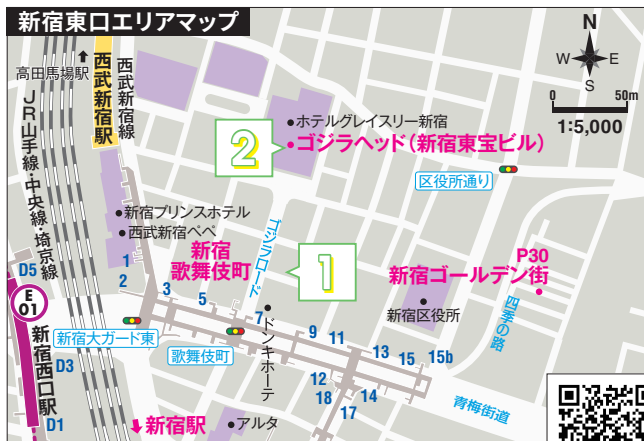 新宿東口エリアマップ
N
W E
S
0 50m
1:5,000
高田馬場駅
西武新宿駅
西武新宿線
JR山手線・中央線・埼京線
2
ホテルグレイスリー新宿
ゴジラヘッド(新宿東宝ビル)
区役所通り
新宿プリンスホテル
西武新宿ペペ
新宿
歌舞伎町
ゴジラロード
1
P30
新宿ゴールデン街
新宿区役所
四季の路
D5
E
01
新宿西口駅
D3
D1
1
2
3
5
7
9
11
13
15
15b
12
18
17
14
新宿大ガード東
歌舞伎町
ドンキホーテ
青梅街道
新宿駅
アルタ